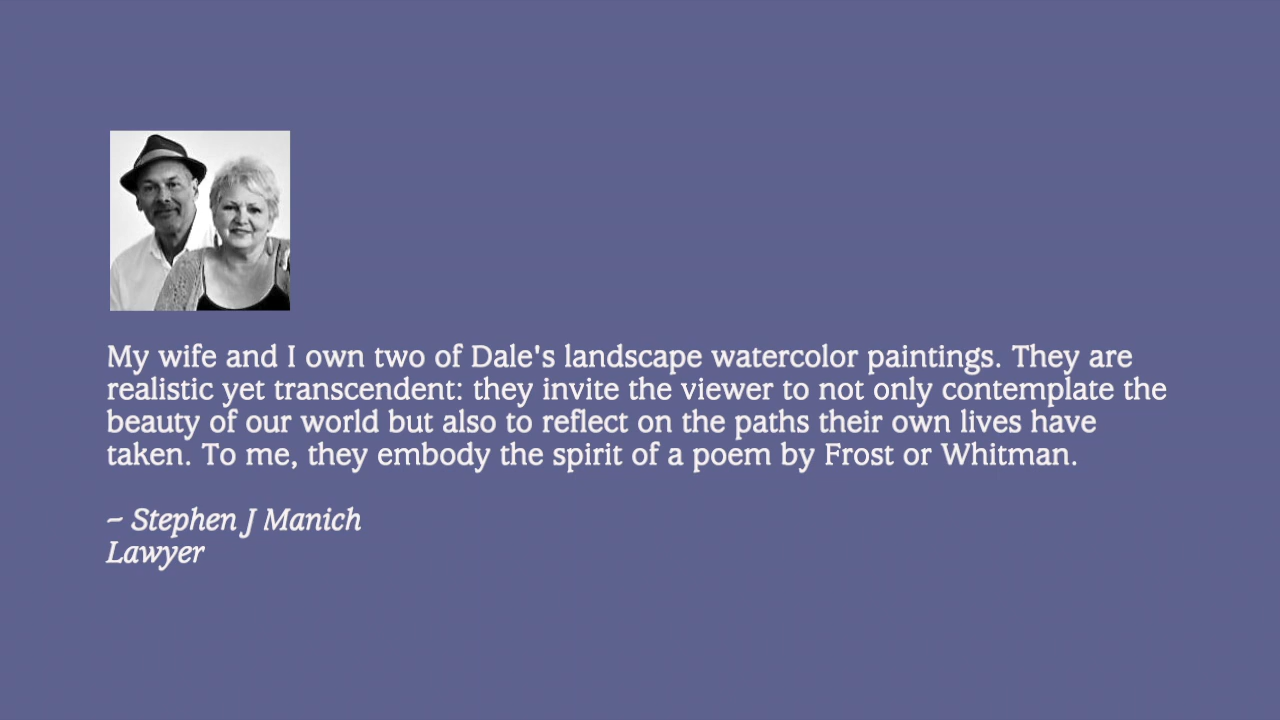 My wife and I own two of Dale's landscape watercolor paintings. They are
realistic yet transcendent: they invite the viewer to not only contemplate the
beauty of our world but also to reflect on the paths their own lives have
taken. To me, they embody the spirit of a poem by Frost or Whitman.
~ Stephen J Manich
Lawyer